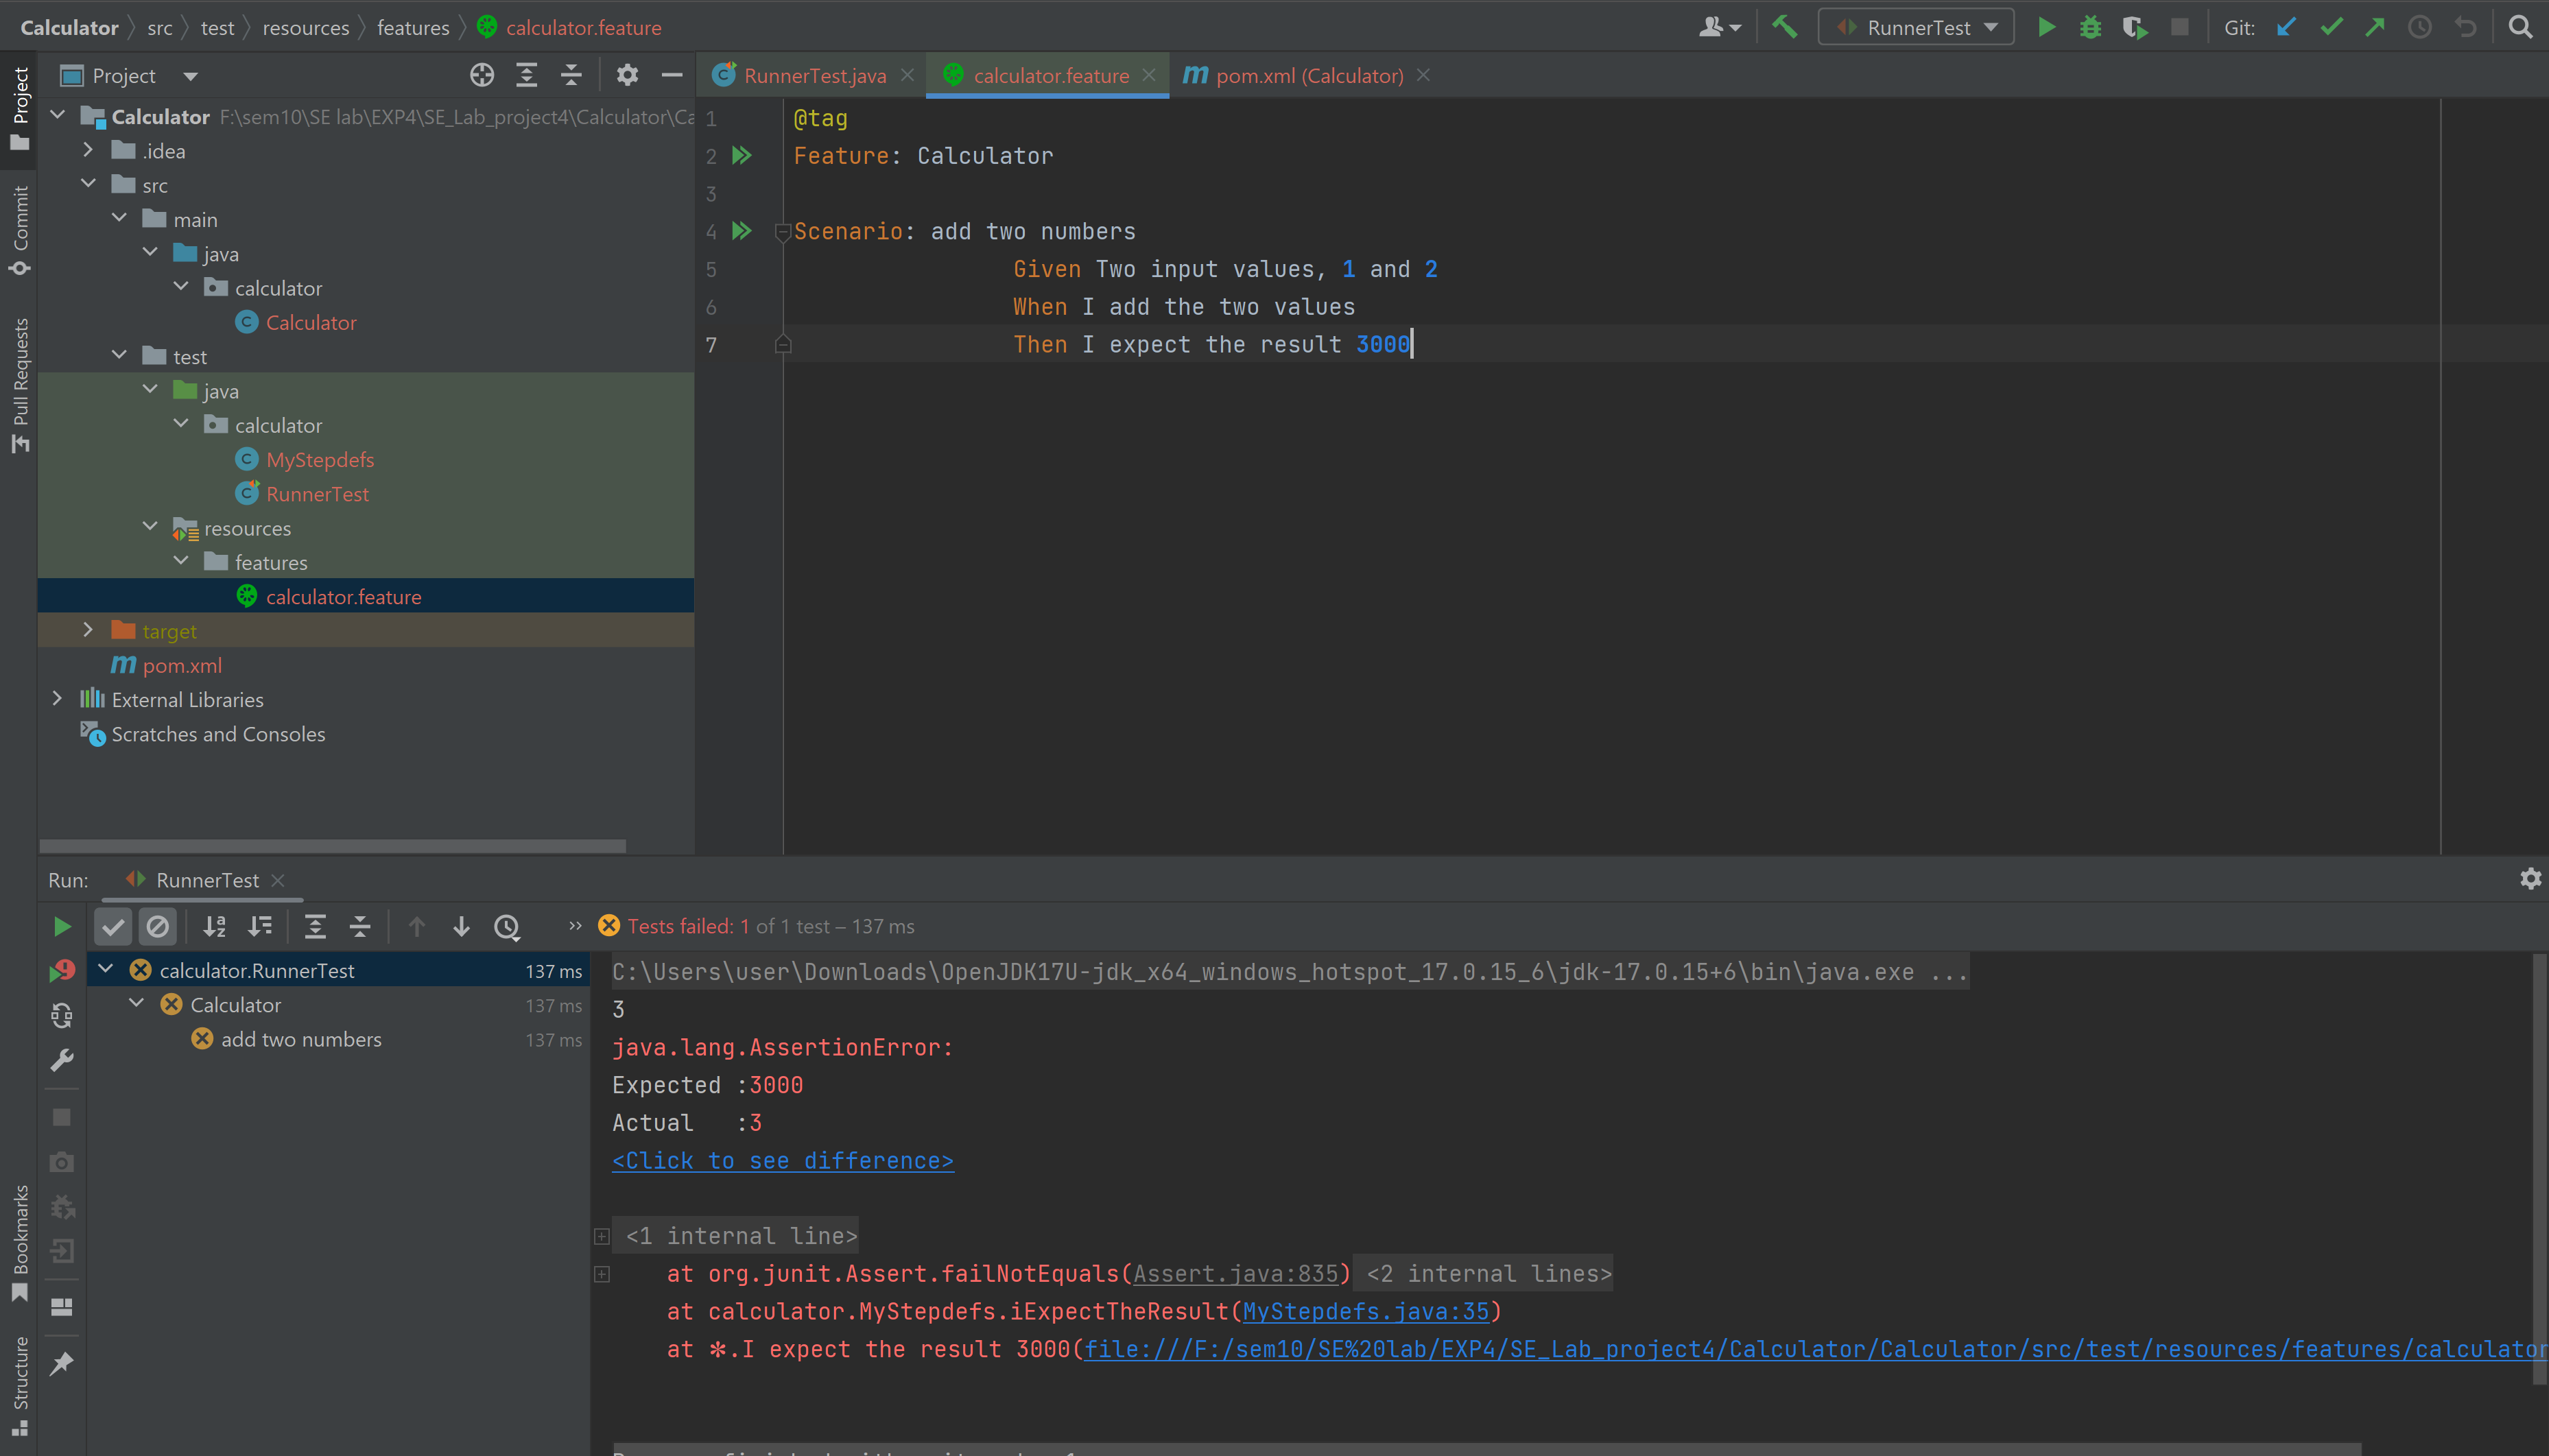 Calculator src test resources features calculator.feature
RunnerTest Git:
Project
Commit
Pull Requests
Bookmarks
Structure
Project
Calculator F:\sem10\SE lab\EXP4\SE_Lab_project4\Calculator\Ca
.idea
src
main
java
calculator
Calculator
test
java
calculator
MyStepdefs
RunnerTest
resources
features
calculator.feature
target
pom.xml
External Libraries
Scratches and Consoles
RunnerTest.java calculator.feature pom.xml (Calculator)
1 @tag
2 Feature: Calculator
3
4 Scenario: add two numbers
5 Given Two input values, 1 and 2
6 When I add the two values
7 Then I expect the result 3000
Run: RunnerTest
Tests failed: 1 of 1 test – 137 ms
calculator.RunnerTest 137 ms
Calculator 137 ms
add two numbers 137 ms
C:\Users\user\Downloads\OpenJDK17U-jdk_x64_windows_hotspot_17.0.15_6\jdk-17.0.15+6\bin\java.exe ...
3
java.lang.AssertionError:
Expected :3000
Actual :3
<Click to see difference>
<1 internal line>
at org.junit.Assert.failNotEquals(Assert.java:835) <2 internal lines>
at calculator.MyStepdefs.iExpectTheResult(MyStepdefs.java:35)
at ✻.I expect the result 3000(file:///F:/sem10/SE%20lab/EXP4/SE_Lab_project4/Calculator/Calculator/src/test/resources/features/calculator